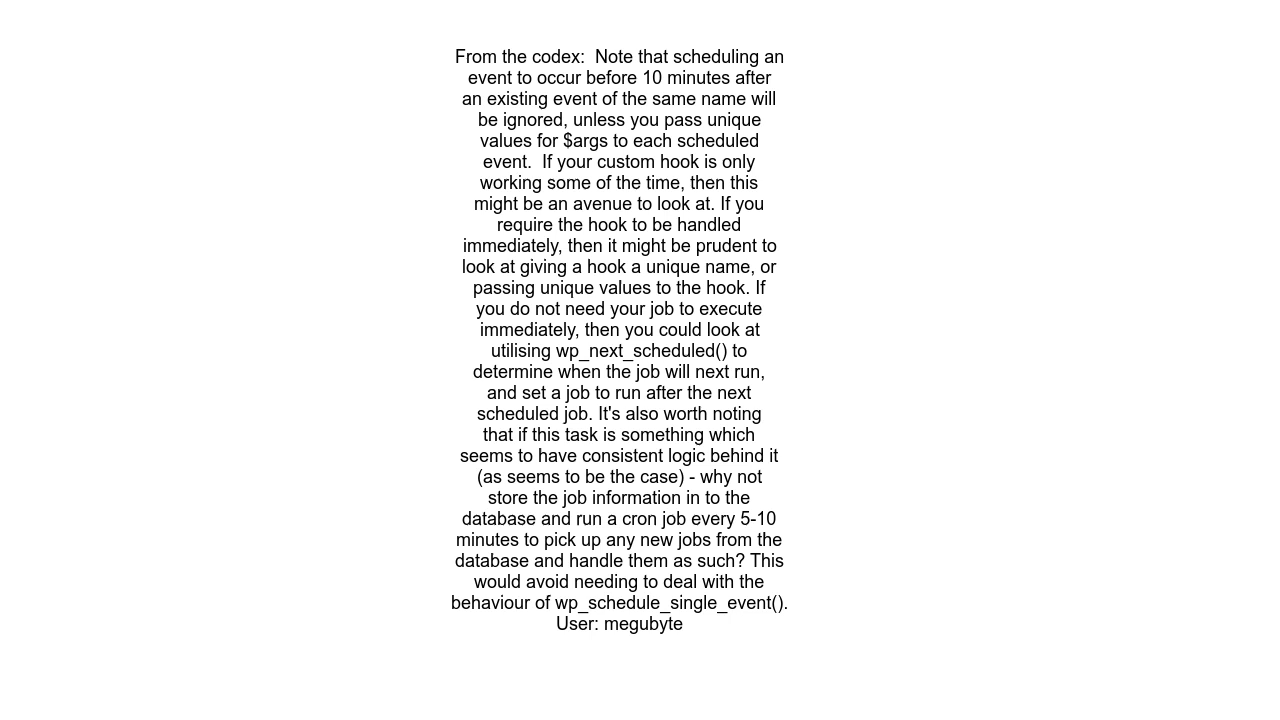 From the codex:  Note that scheduling an
event to occur before 10 minutes after
an existing event of the same name will
be ignored, unless you pass unique
values for $args to each scheduled
event.  If your custom hook is only
working some of the time, then this
might be an avenue to look at. If you
require the hook to be handled
immediately, then it might be prudent to
look at giving a hook a unique name, or
passing unique values to the hook. If
you do not need your job to execute
immediately, then you could look at
utilising wp_next_scheduled() to
determine when the job will next run,
and set a job to run after the next
scheduled job. It's also worth noting
that if this task is something which
seems to have consistent logic behind it
(as seems to be the case) - why not
store the job information in to the
database and run a cron job every 5-10
minutes to pick up any new jobs from the
database and handle them as such? This
would avoid needing to deal with the
behaviour of wp_schedule_single_event().
User: megubyte